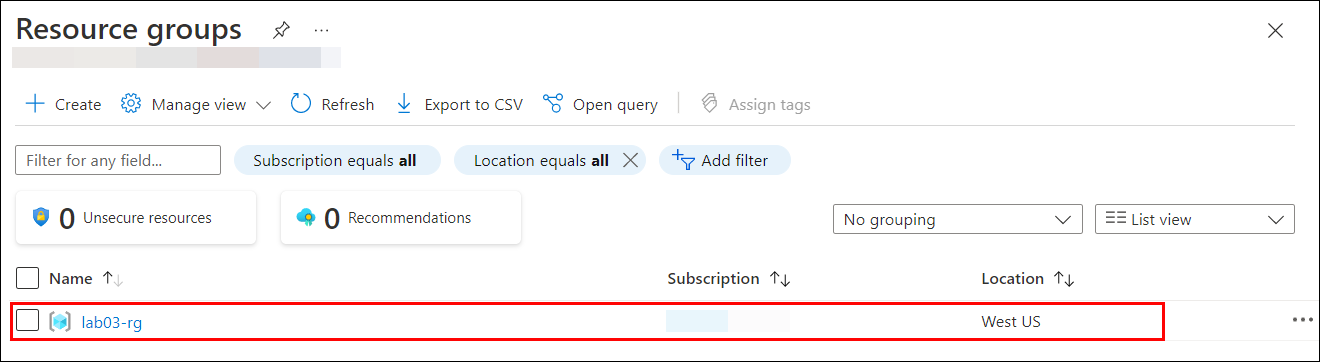 Resource groups
Create Manage view Refresh Export to CSV Open query Assign tags
Filter for any field... Subscription equals all Location equals all Add filter
0 Unsecure resources 0 Recommendations No grouping List view
Name Subscription Location
lab03-rg West US